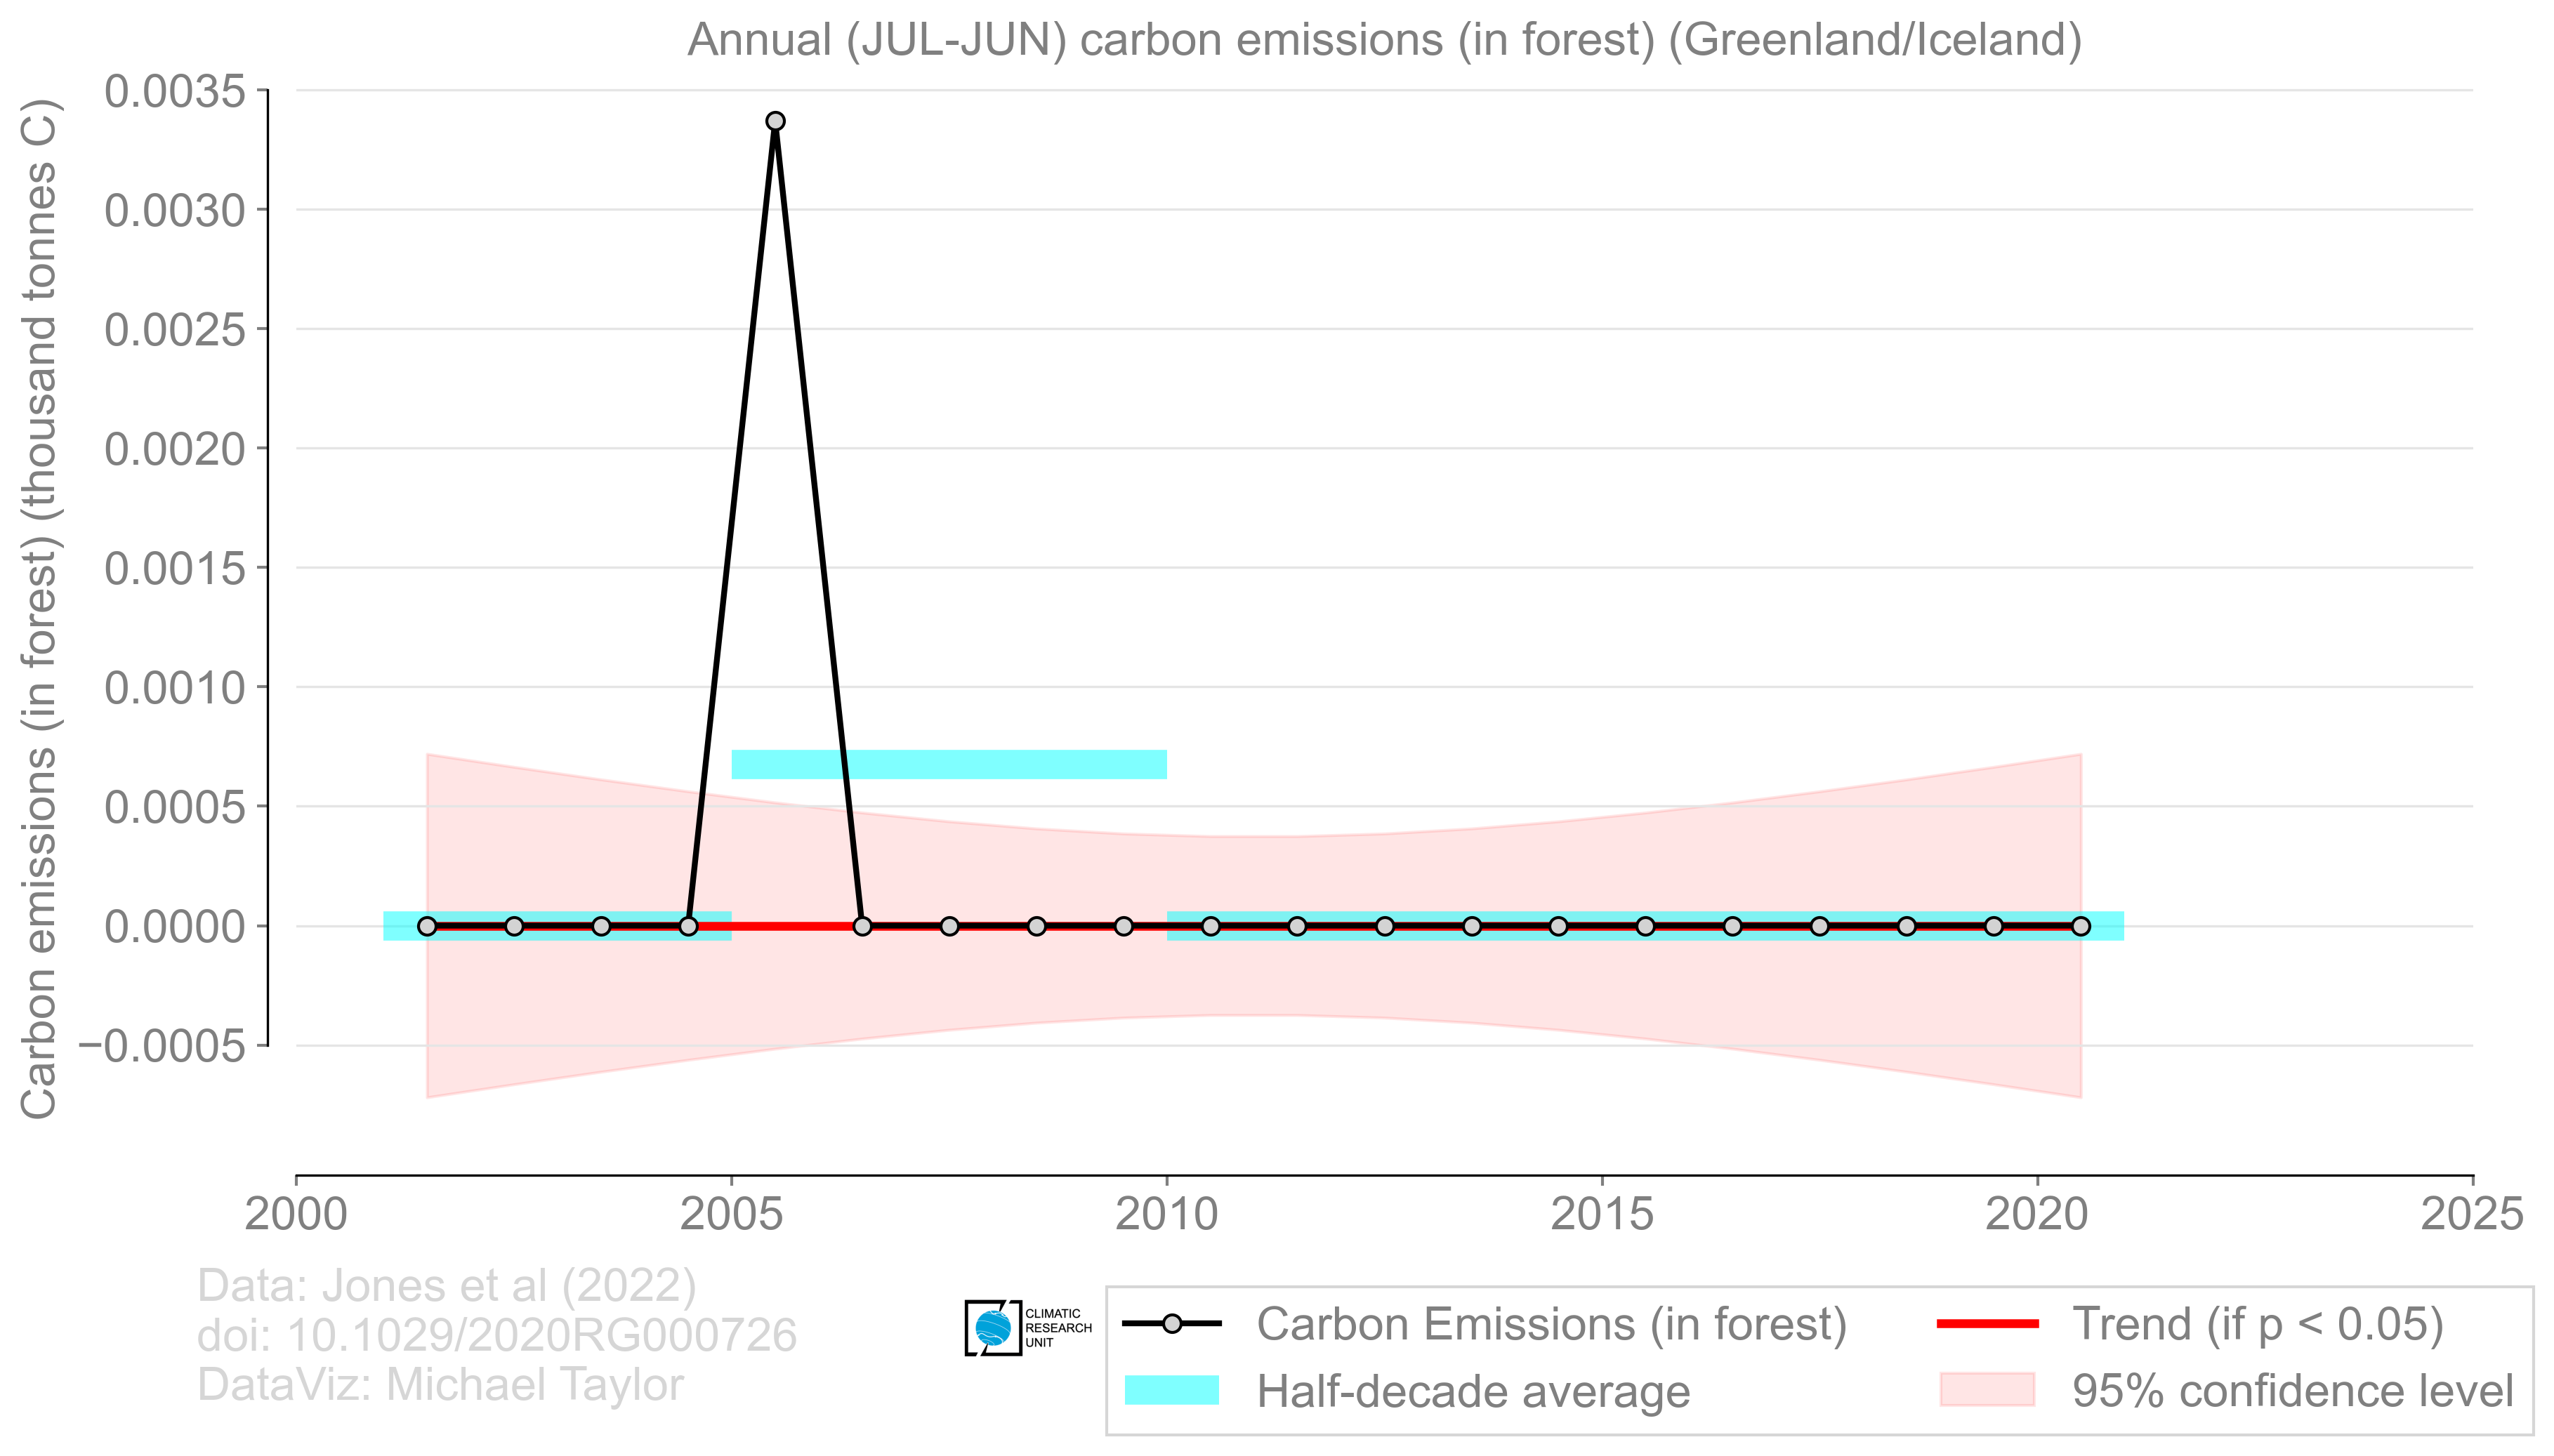 Annual (JUL-JUN) carbon emissions (in forest) (Greenland/Iceland)
Carbon emissions (in forest) (thousand tonnes C)
0.0035
0.0030
0.0025
0.0020
0.0015
0.0010
0.0005
0.0000
−0.0005
2000 2005 2010 2015 2020 2025
Data: Jones et al (2022)
doi: 10.1029/2020RG000726
DataViz: Michael Taylor
CLIMATIC
RESEARCH
UNIT
Carbon Emissions (in forest)
Half-decade average
Trend (if p < 0.05)
95% confidence level